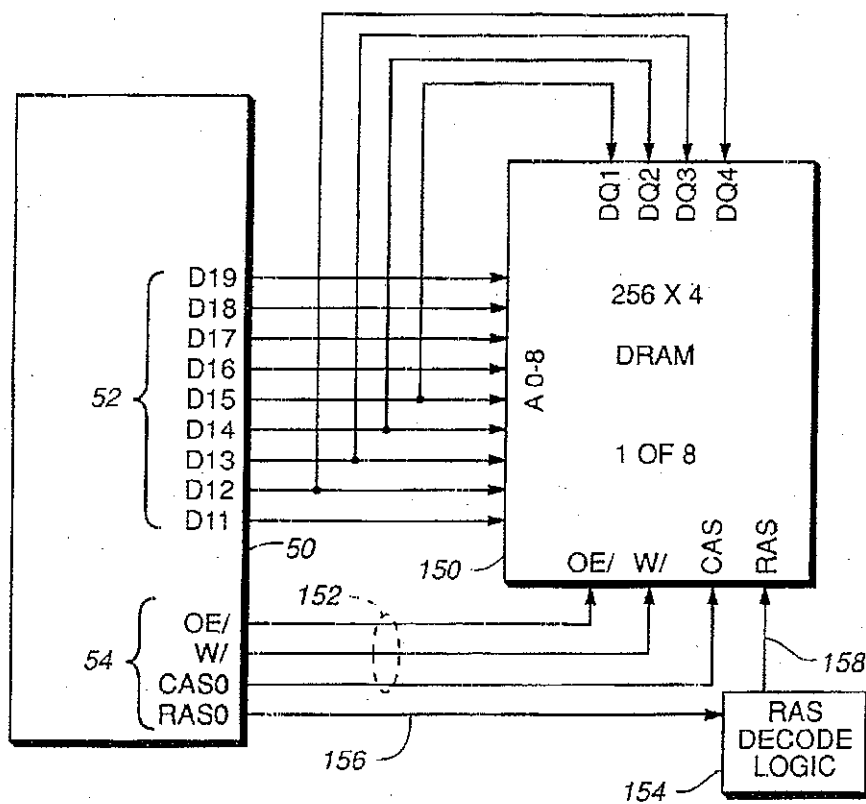 DQ1
DQ2
DQ3
DQ4
D19
D18
D17
D16
D15
D14
D13
D12
D11
52
50
256 X 4
DRAM
1 OF 8
A 0-8
150
OE/
W/
CAS
RAS
152
54
OE/
W/
CAS0
RAS0
156
158
RAS
DECODE
LOGIC
154